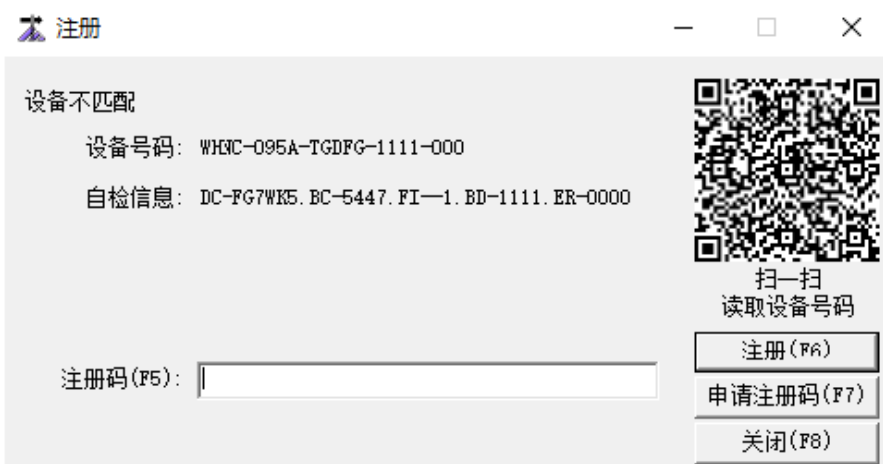 注册
设备不匹配
设备号码: WHNC-095A-TGDFG-1111-000
自检信息: DC-FG7WK5.BC-5447.FI--1.BD-1111.ER-0000
扫一扫
读取设备号码
注册(F6)
注册码(F5):
申请注册码(F7)
关闭(F8)